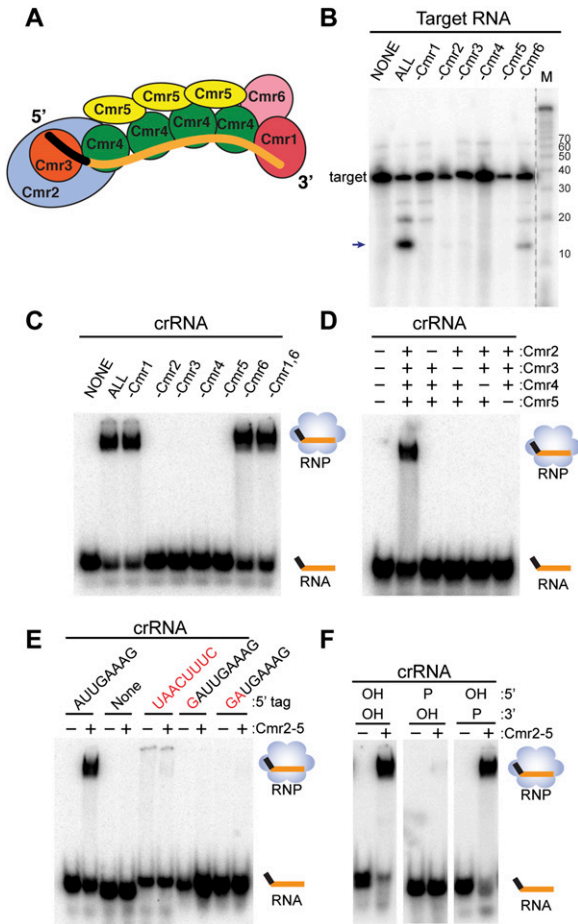 A
5’
Cmr5
Cmr5
Cmr5
Cmr6
Cmr4
Cmr4
Cmr4
Cmr4
Cmr3
Cmr2
Cmr1
3’
B
Target RNA
NONE
ALL
-Cmr1
-Cmr2
-Cmr3
-Cmr4
-Cmr5
-Cmr6
M
target
70
60
50
40
30
20
10
C
crRNA
NONE
ALL
-Cmr1
-Cmr2
-Cmr3
-Cmr4
-Cmr5
-Cmr6
-Cmr1,6
RNP
RNA
D
crRNA
− + − + + + :Cmr2
− + + − + + :Cmr3
− + + + − + :Cmr4
− + + + + − :Cmr5
RNP
RNA
E
crRNA
AUUGAAAG
None
UAACUUUC
GAUUGAAAG
GAUGAAAG
:5’ tag
− + − + − + − + − + :Cmr2-5
RNP
RNA
F
crRNA
OH P OH :5’
OH OH P :3’
− + − + − + :Cmr2-5
RNP
RNA